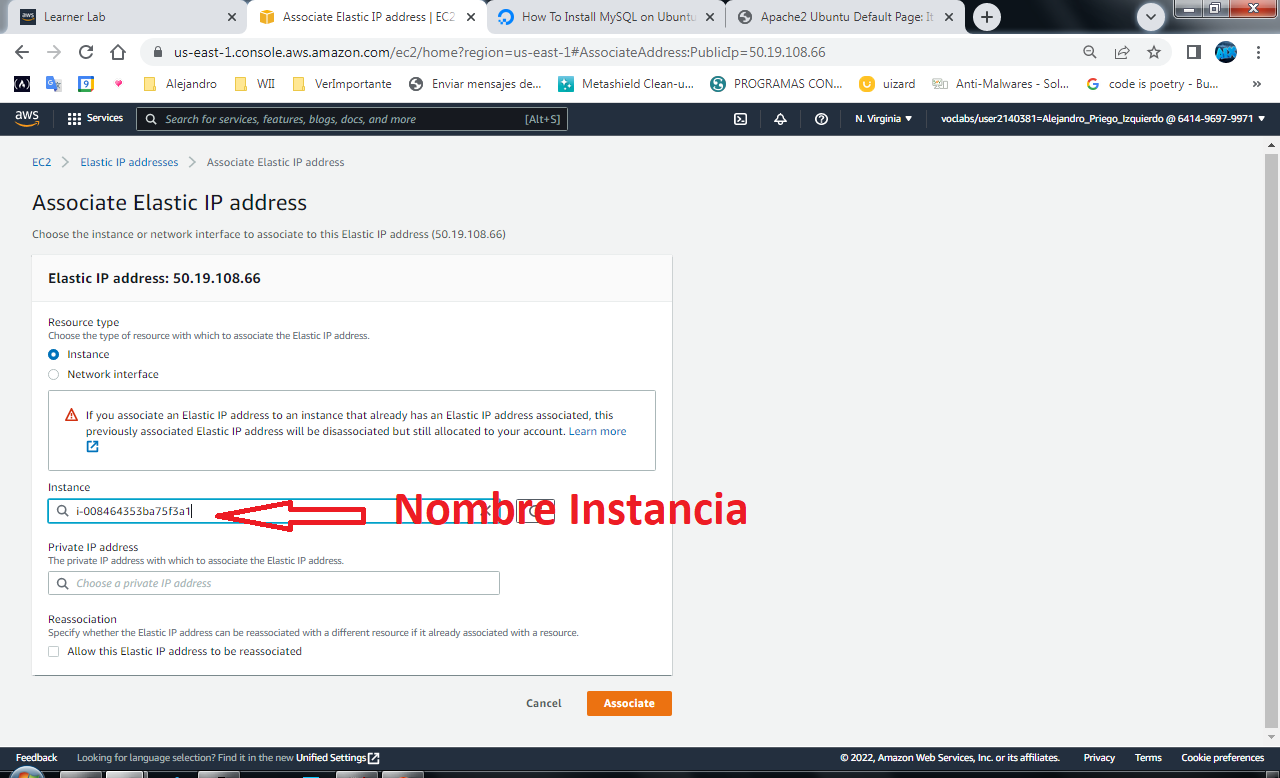 Learner Lab
Associate Elastic IP address | EC2
How To Install MySQL on Ubuntu
Apache2 Ubuntu Default Page: It
us-east-1.console.aws.amazon.com/ec2/home?region=us-east-1#AssociateAddress:PublicIp=50.19.108.66
Alejandro
WII
VerImportante
Enviar mensajes de...
Metashield Clean-u...
PROGRAMAS CON...
uizard
Anti-Malwares - Sol...
code is poetry - Bu...
»
aws
Services
Search for services, features, blogs, docs, and more
[Alt+S]
N. Virginia
voclabs/user2140381=Alejandro_Priego_Izquierdo @ 6414-9697-9971
EC2
Elastic IP addresses
Associate Elastic IP address
Associate Elastic IP address
Choose the instance or network interface to associate to this Elastic IP address (50.19.108.66)
Elastic IP address: 50.19.108.66
Resource type
Choose the type of resource with which to associate the Elastic IP address.
Instance
Network interface
If you associate an Elastic IP address to an instance that already has an Elastic IP address associated, this
previously associated Elastic IP address will be disassociated but still allocated to your account. Learn more
Instance
i-008464353ba75f3a1
Nombre Instancia
Private IP address
The private IP address with which to associate the Elastic IP address.
Choose a private IP address
Reassociation
Specify whether the Elastic IP address can be reassociated with a different resource if it already associated with a resource.
Allow this Elastic IP address to be reassociated
Cancel
Associate
Feedback
Looking for language selection? Find it in the new Unified Settings
© 2022, Amazon Web Services, Inc. or its affiliates.
Privacy
Terms
Cookie preferences